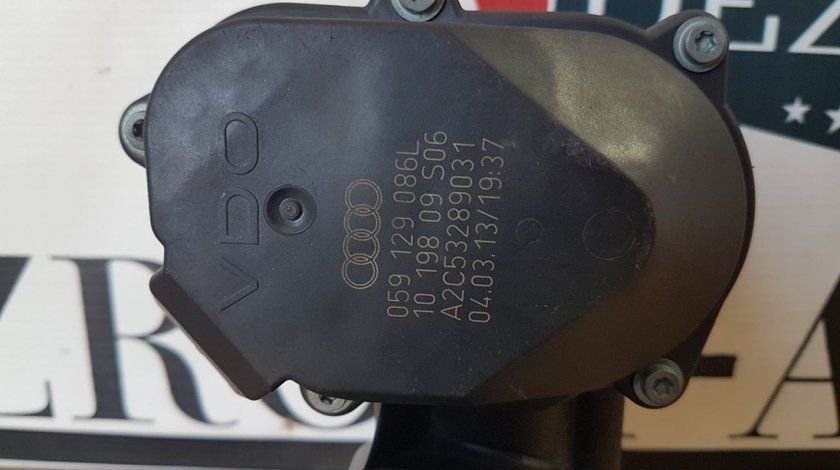 VDO
059 129 086L
10 198 09 S06
A2C53289031
04.03.13/19:37